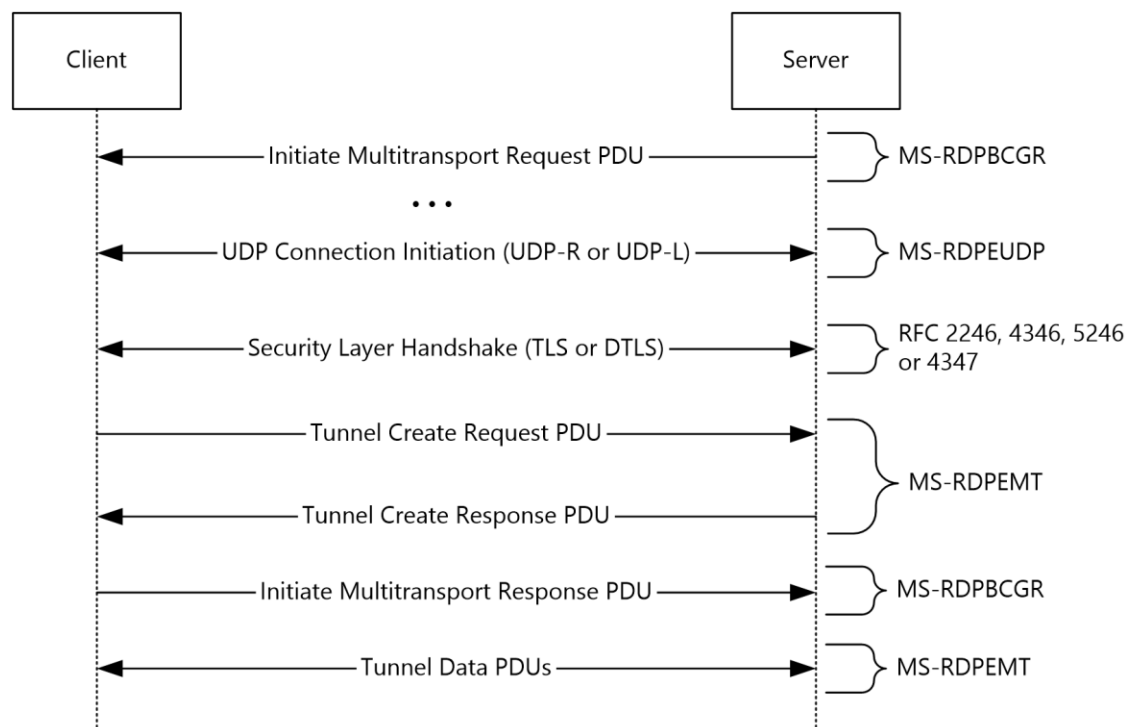 Client
Server
Initiate Multitransport Request PDU
MS-RDPBCGR
...
UDP Connection Initiation (UDP-R or UDP-L)
MS-RDPEUDP
Security Layer Handshake (TLS or DTLS)
RFC 2246, 4346, 5246
or 4347
Tunnel Create Request PDU
MS-RDPEMT
Tunnel Create Response PDU
Initiate Multitransport Response PDU
MS-RDPBCGR
Tunnel Data PDUs
MS-RDPEMT